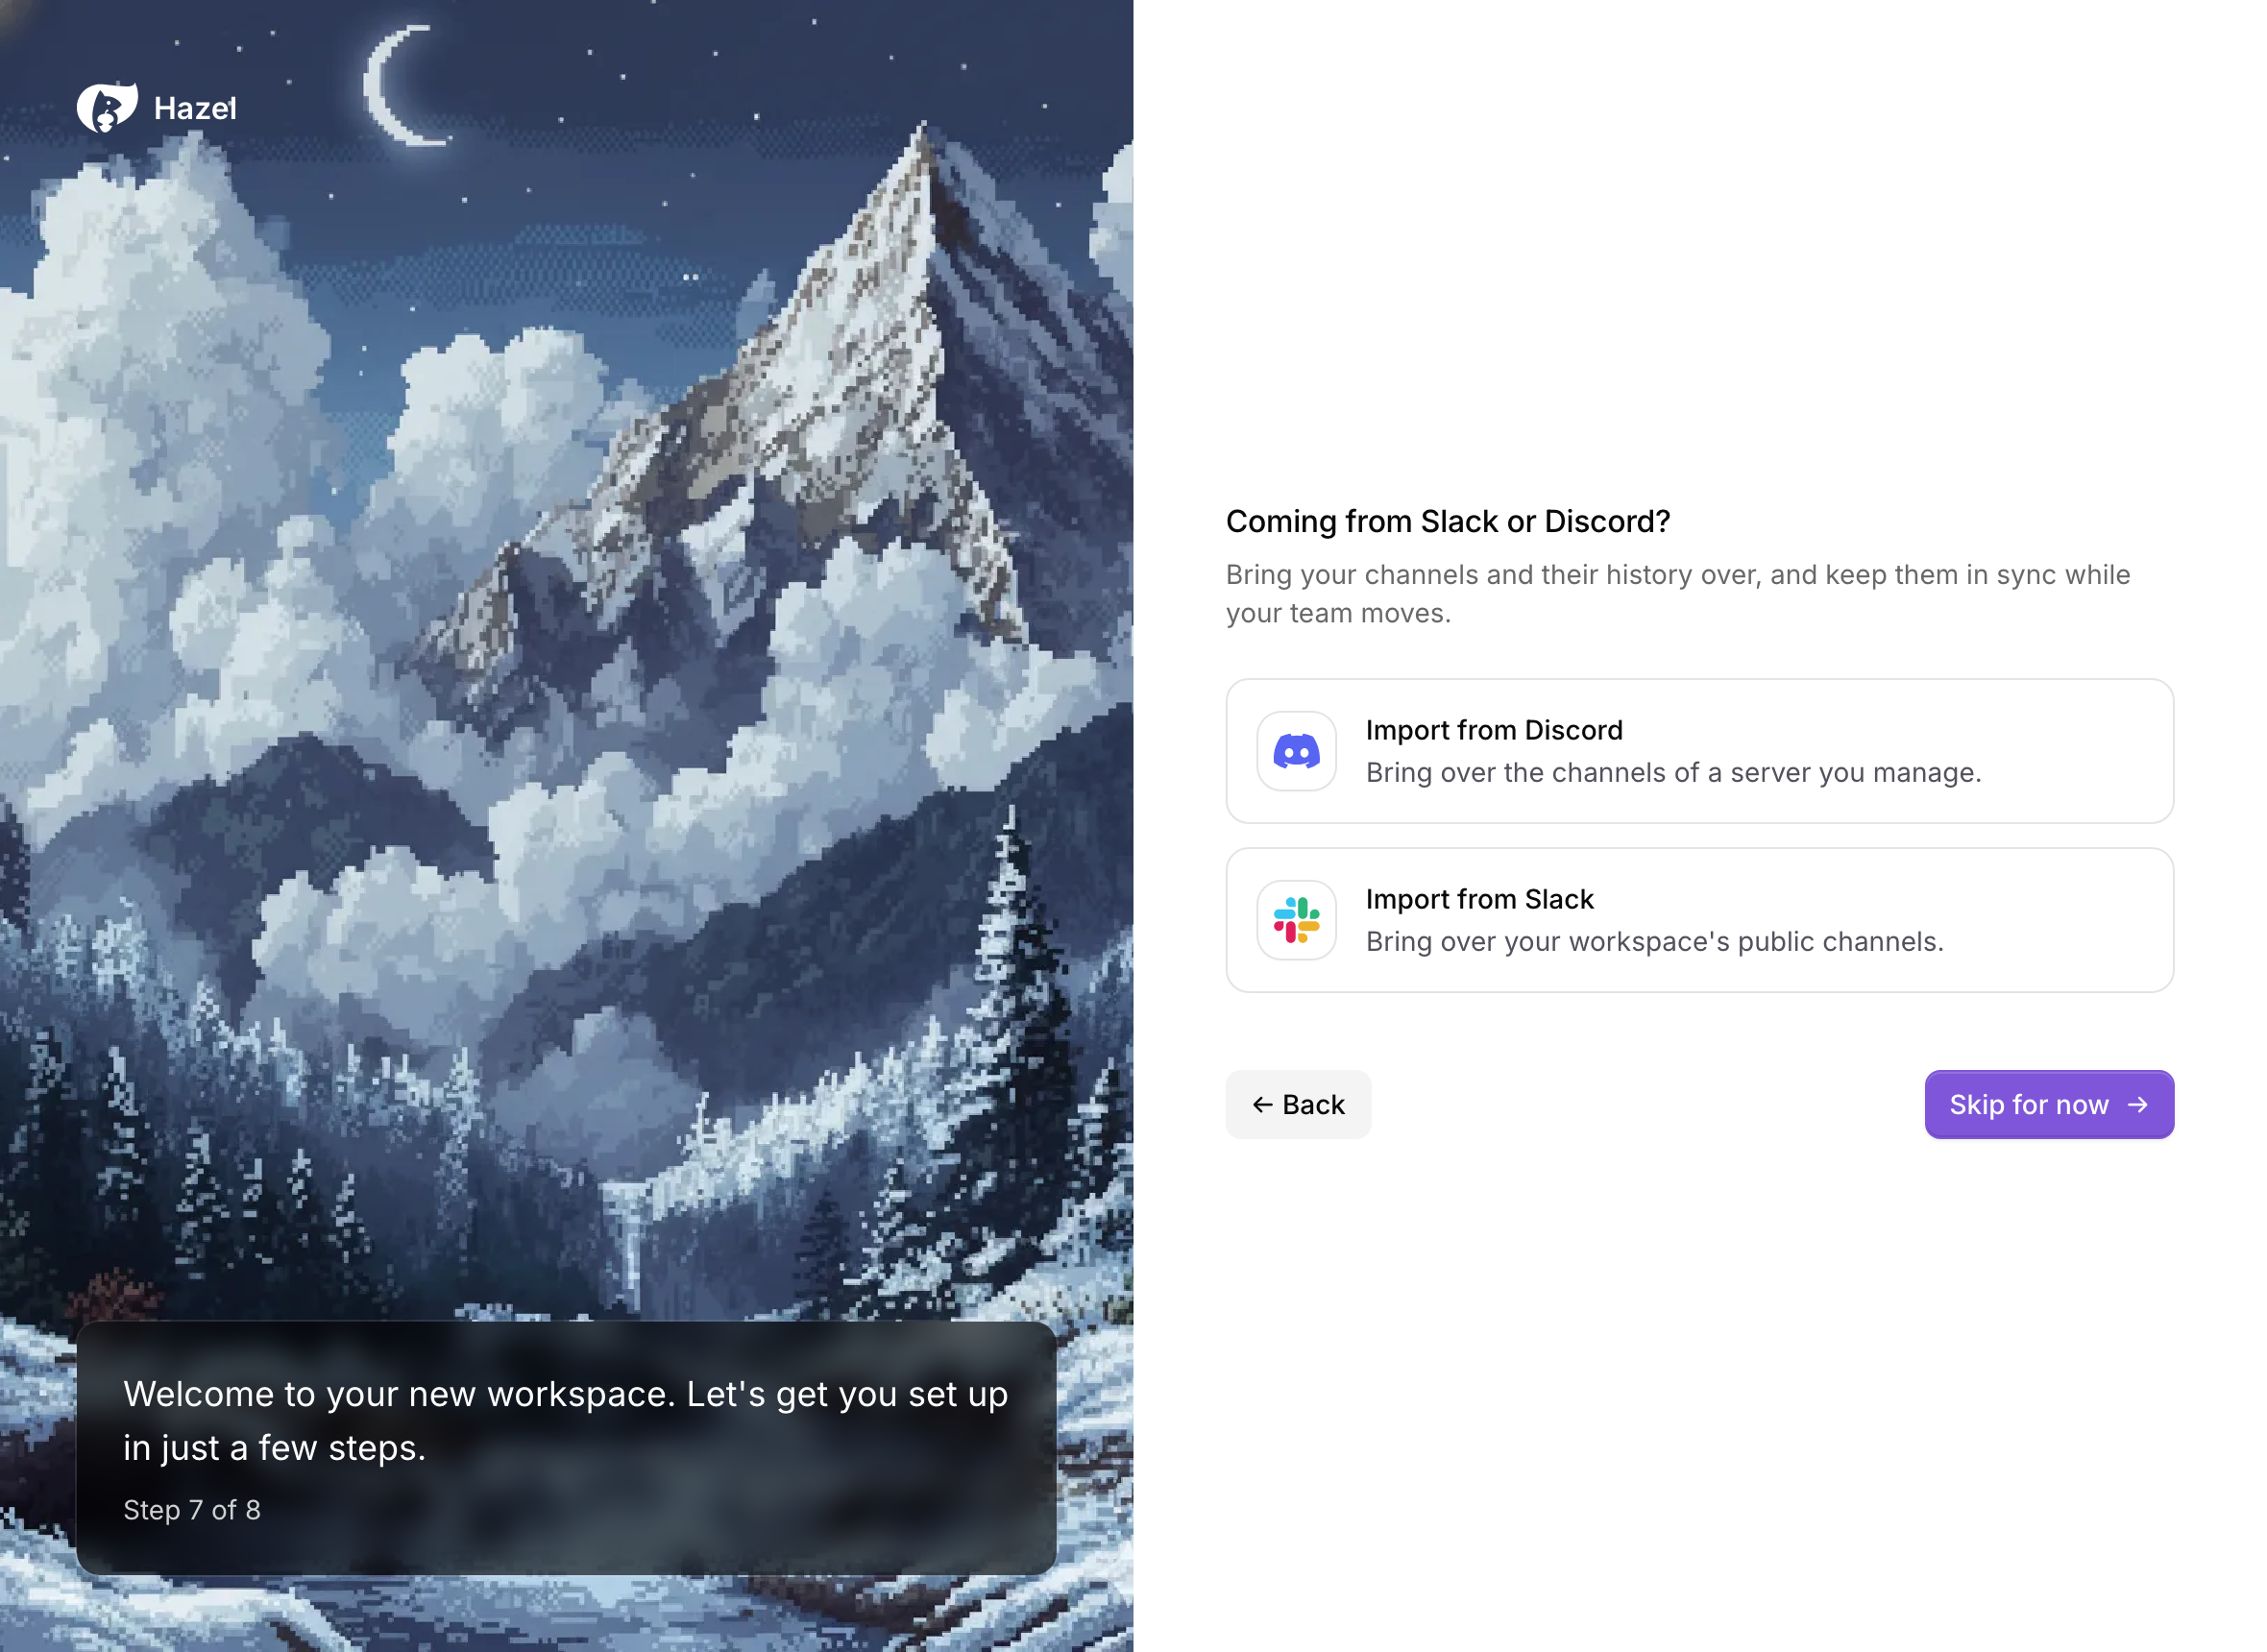 Hazel
Coming from Slack or Discord?
Bring your channels and their history over, and keep them in sync while
your team moves.
Import from Discord
Bring over the channels of a server you manage.
Import from Slack
Bring over your workspace's public channels.
← Back
Skip for now →
Welcome to your new workspace. Let's get you set up
in just a few steps.
Step 7 of 8